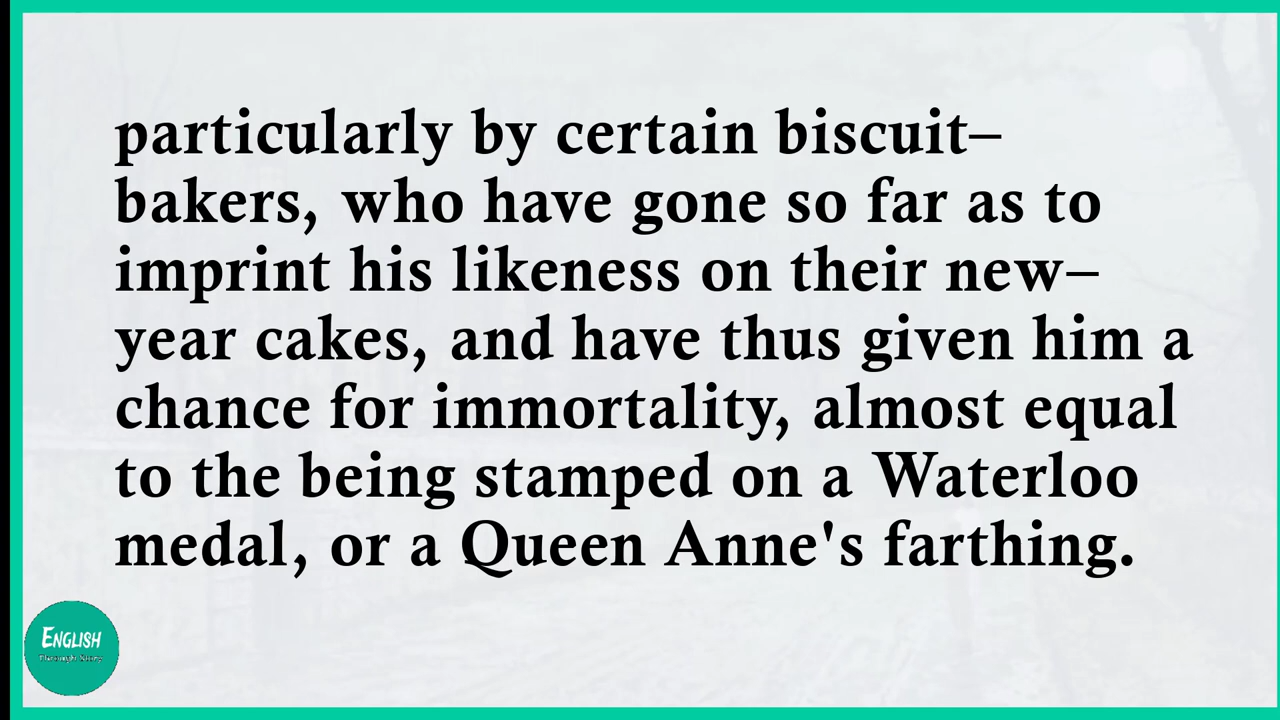 particularly by certain biscuit–
bakers, who have gone so far as to
imprint his likeness on their new–
year cakes, and have thus given him a
chance for immortality, almost equal
to the being stamped on a Waterloo
medal, or a Queen Anne's farthing.
ENGLISH
Through Story